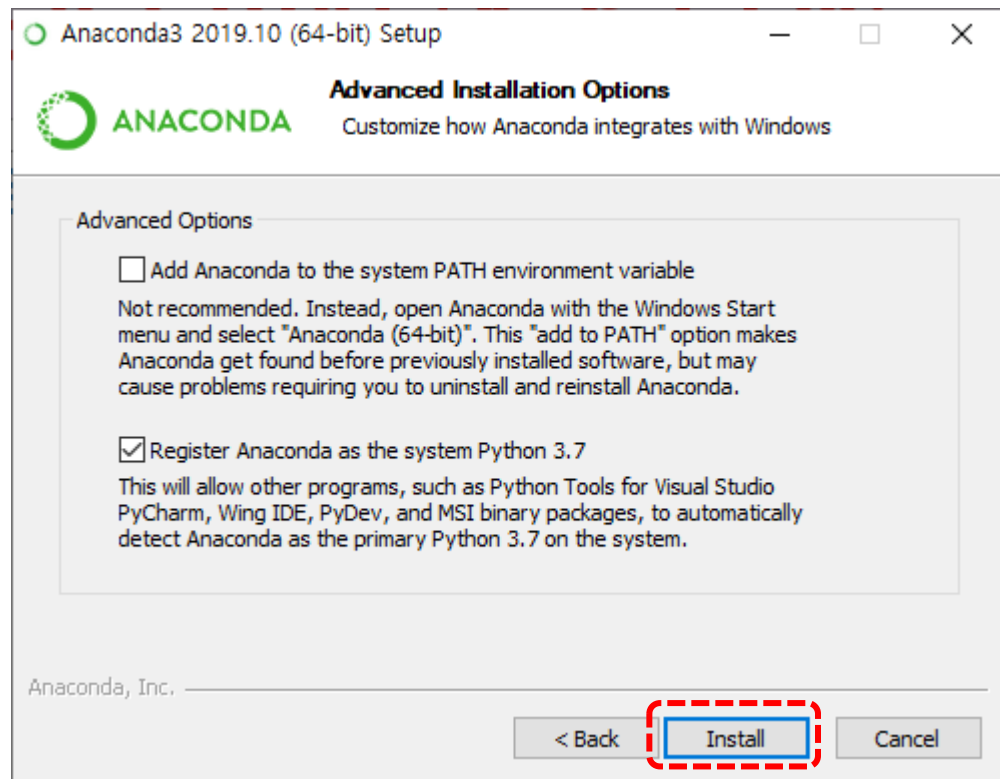 Anaconda3 2019.10 (64-bit) Setup
ANACONDA
Advanced Installation Options
Customize how Anaconda integrates with Windows
Advanced Options
Add Anaconda to the system PATH environment variable
Not recommended. Instead, open Anaconda with the Windows Start
menu and select "Anaconda (64-bit)". This "add to PATH" option makes
Anaconda get found before previously installed software, but may
cause problems requiring you to uninstall and reinstall Anaconda.
Register Anaconda as the system Python 3.7
This will allow other programs, such as Python Tools for Visual Studio
PyCharm, Wing IDE, PyDev, and MSI binary packages, to automatically
detect Anaconda as the primary Python 3.7 on the system.
Anaconda, Inc.
< Back Install Cancel